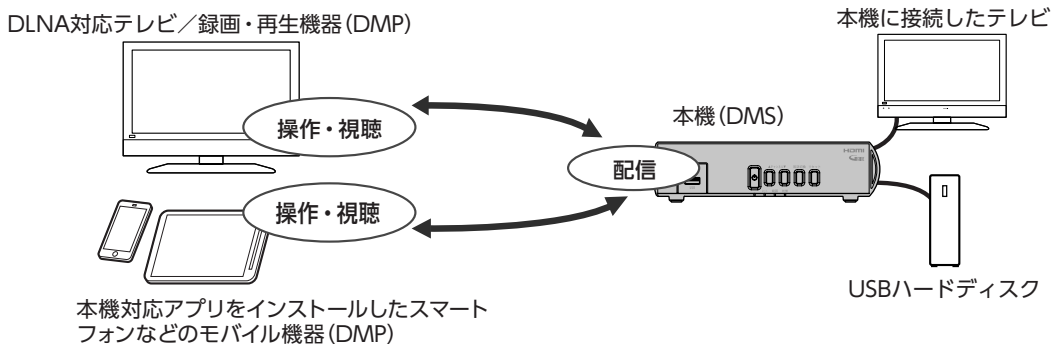 DLNA対応テレビ／録画・再生機器(DMP)
本機に接続したテレビ
操作・視聴
本機(DMS)
配信
HDMI
操作・視聴
USBハードディスク
本機対応アプリをインストールしたスマート
フォンなどのモバイル機器(DMP)